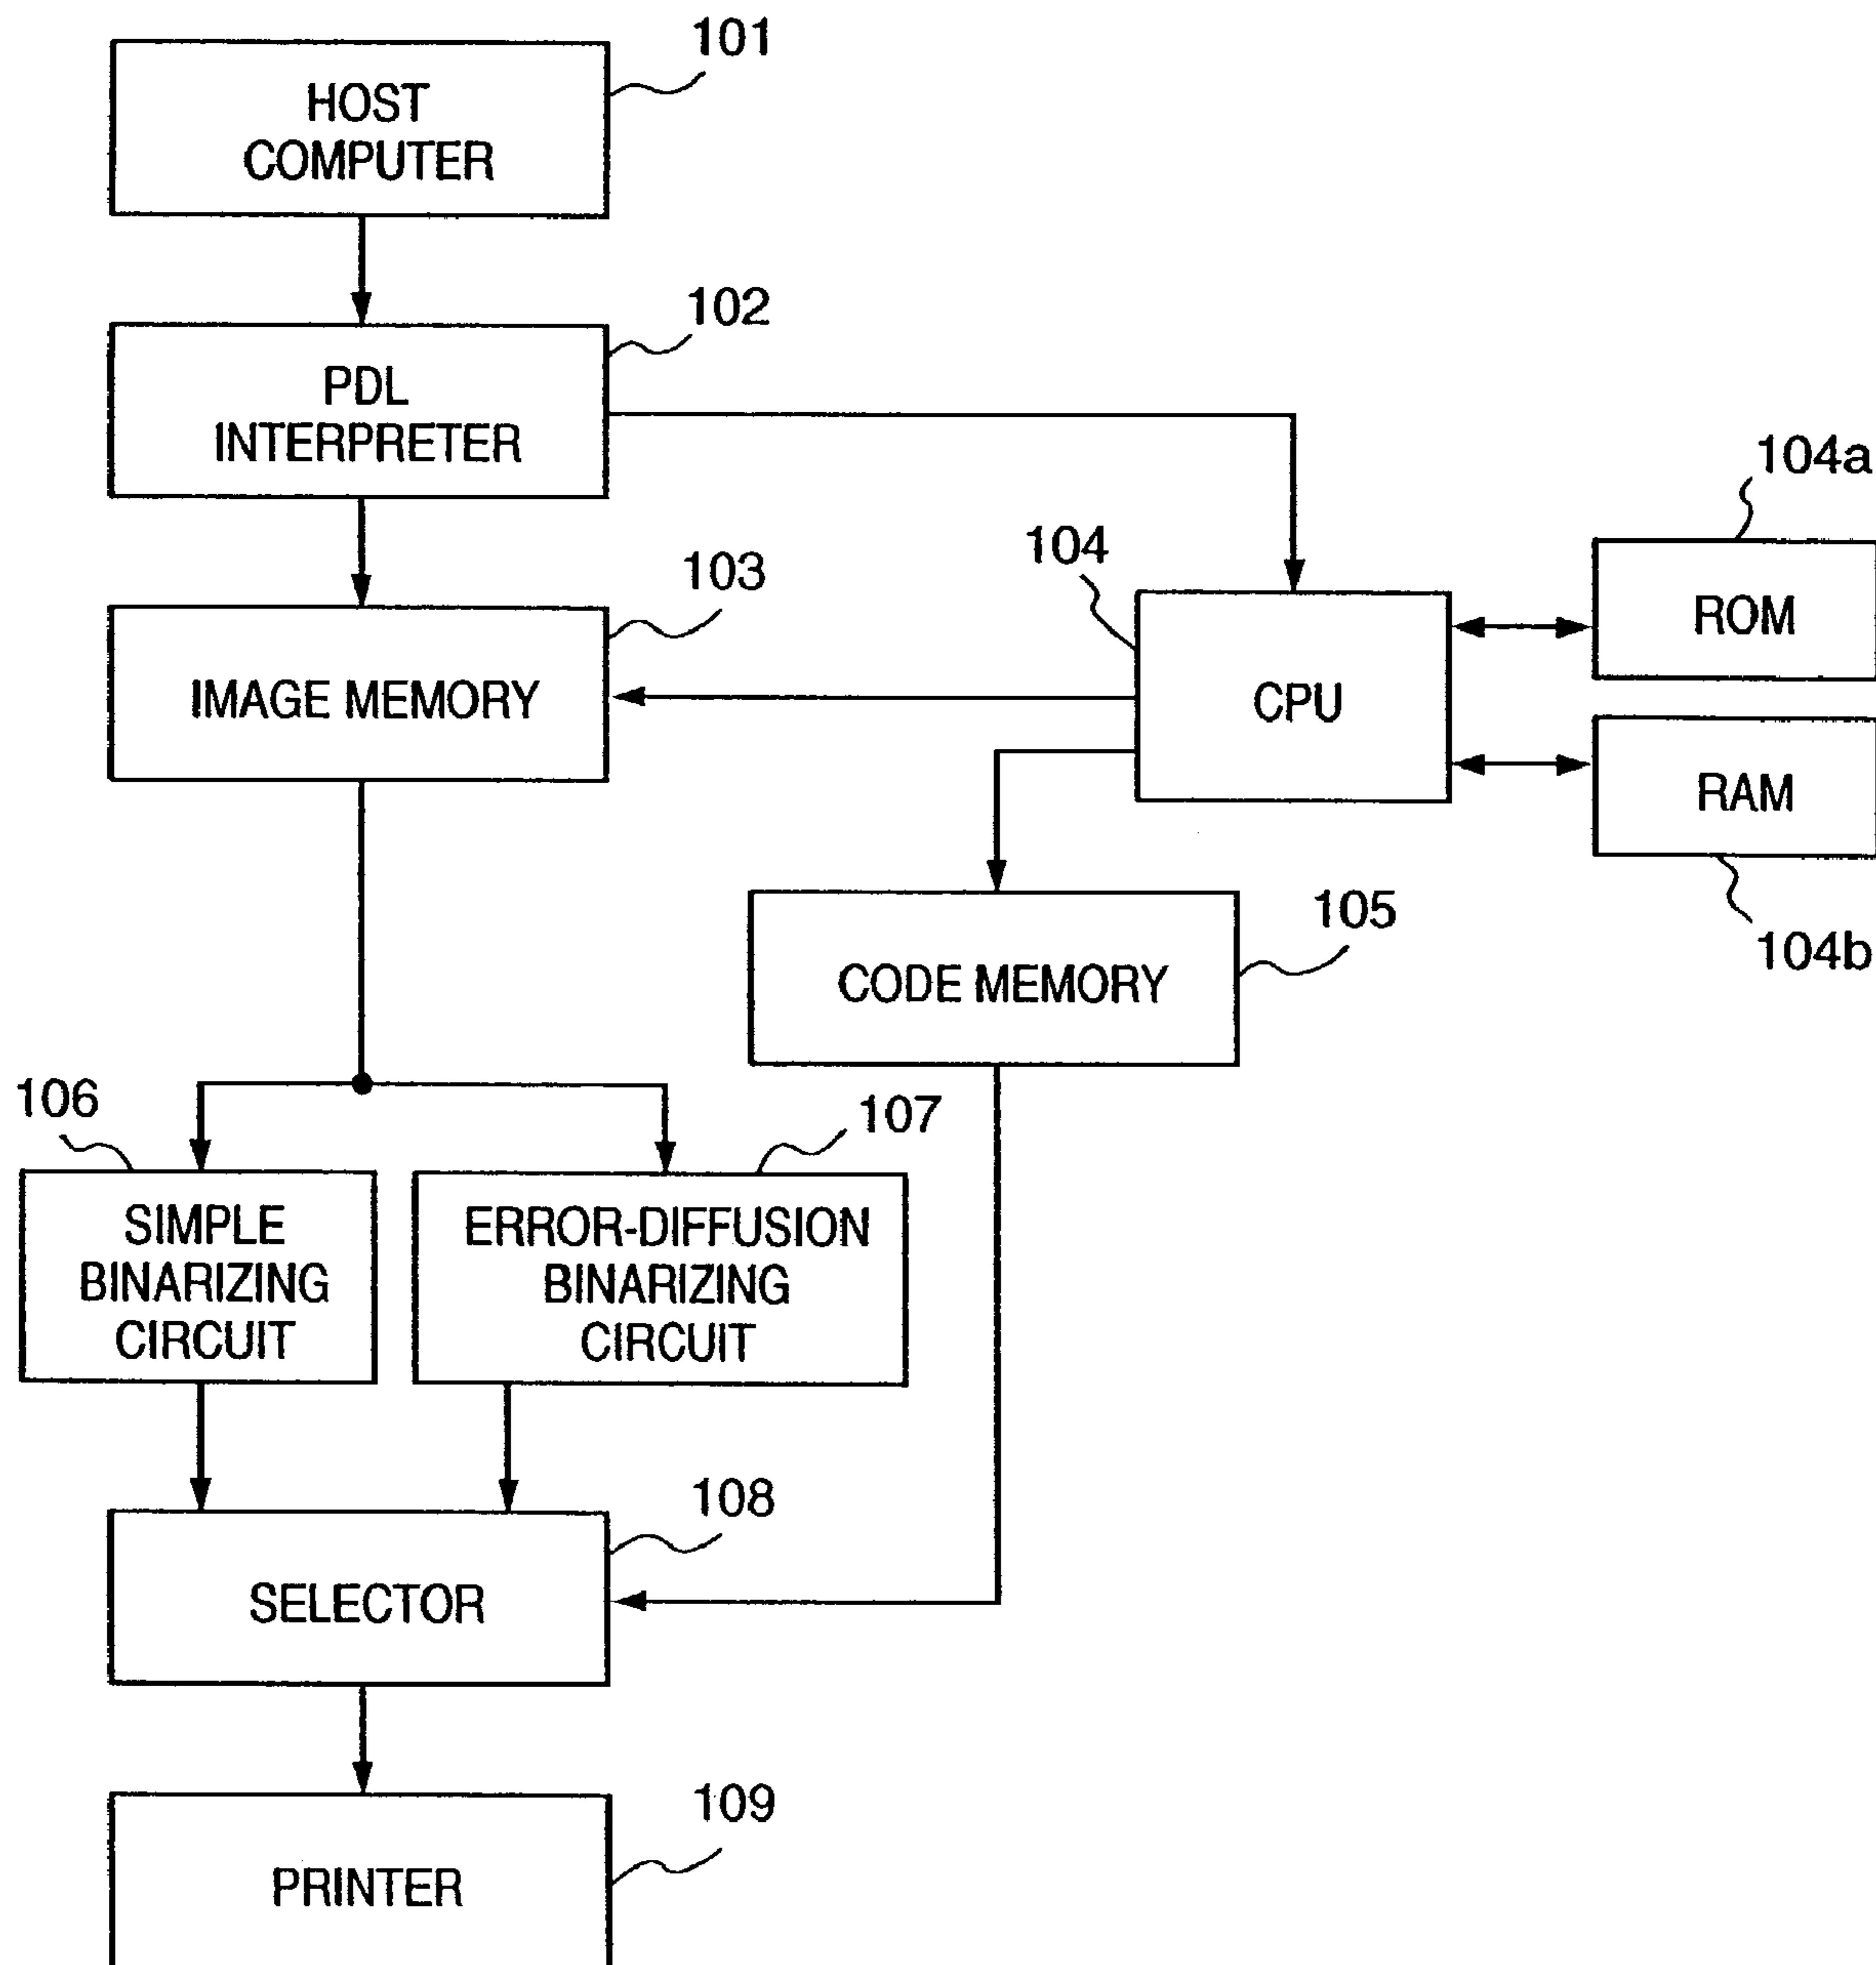 101
HOST
COMPUTER
102
PDL
INTERPRETER
104a
103
104
ROM
IMAGE MEMORY
CPU
RAM
105
104b
CODE MEMORY
106
107
SIMPLE
BINARIZING
CIRCUIT
ERROR-DIFFUSION
BINARIZING
CIRCUIT
108
SELECTOR
109
PRINTER